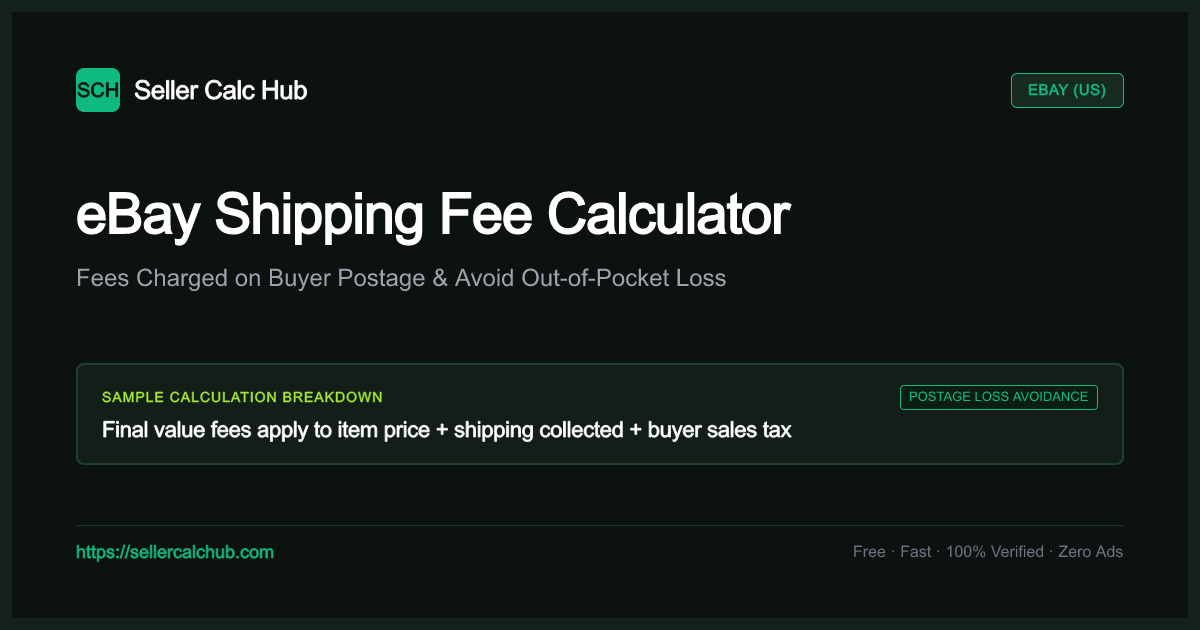 SCH Seller Calc Hub
EBAY (US)
eBay Shipping Fee Calculator
Fees Charged on Buyer Postage & Avoid Out-of-Pocket Loss
SAMPLE CALCULATION BREAKDOWN
POSTAGE LOSS AVOIDANCE
Final value fees apply to item price + shipping collected + buyer sales tax
https://sellercalchub.com
Free · Fast · 100% Verified · Zero Ads